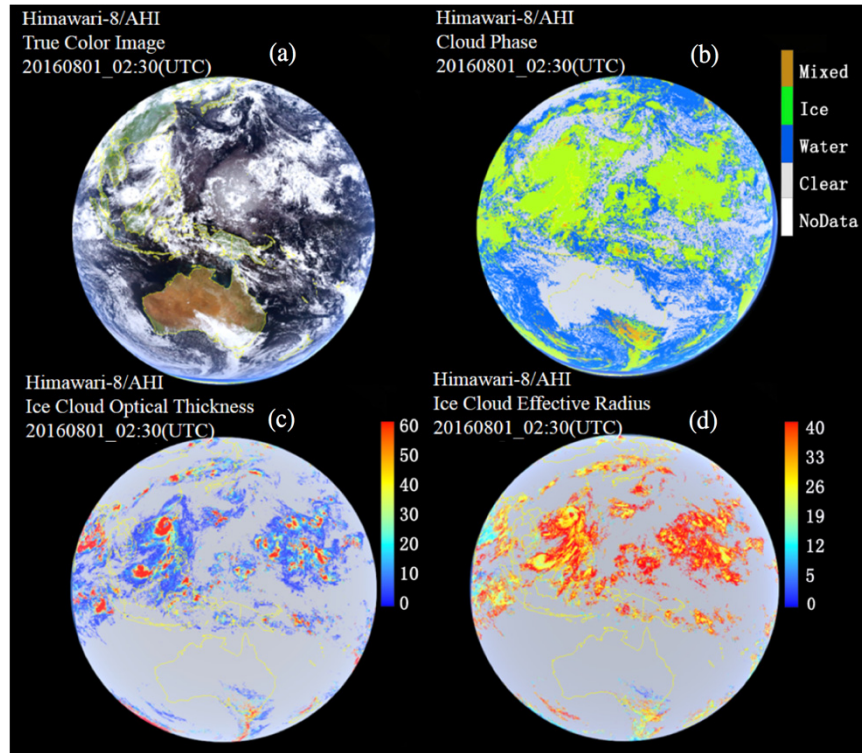 Himawari-8/AHI
True Color Image
20160801_02:30(UTC)
(a)
Himawari-8/AHI
Cloud Phase
20160801_02:30(UTC)
(b)
Mixed
Ice
Water
Clear
NoData
Himawari-8/AHI
Ice Cloud Optical Thickness
20160801_02:30(UTC)
(c)
60
50
40
30
20
10
0
Himawari-8/AHI
Ice Cloud Effective Radius
20160801_02:30(UTC)
(d)
40
33
26
19
12
5
0